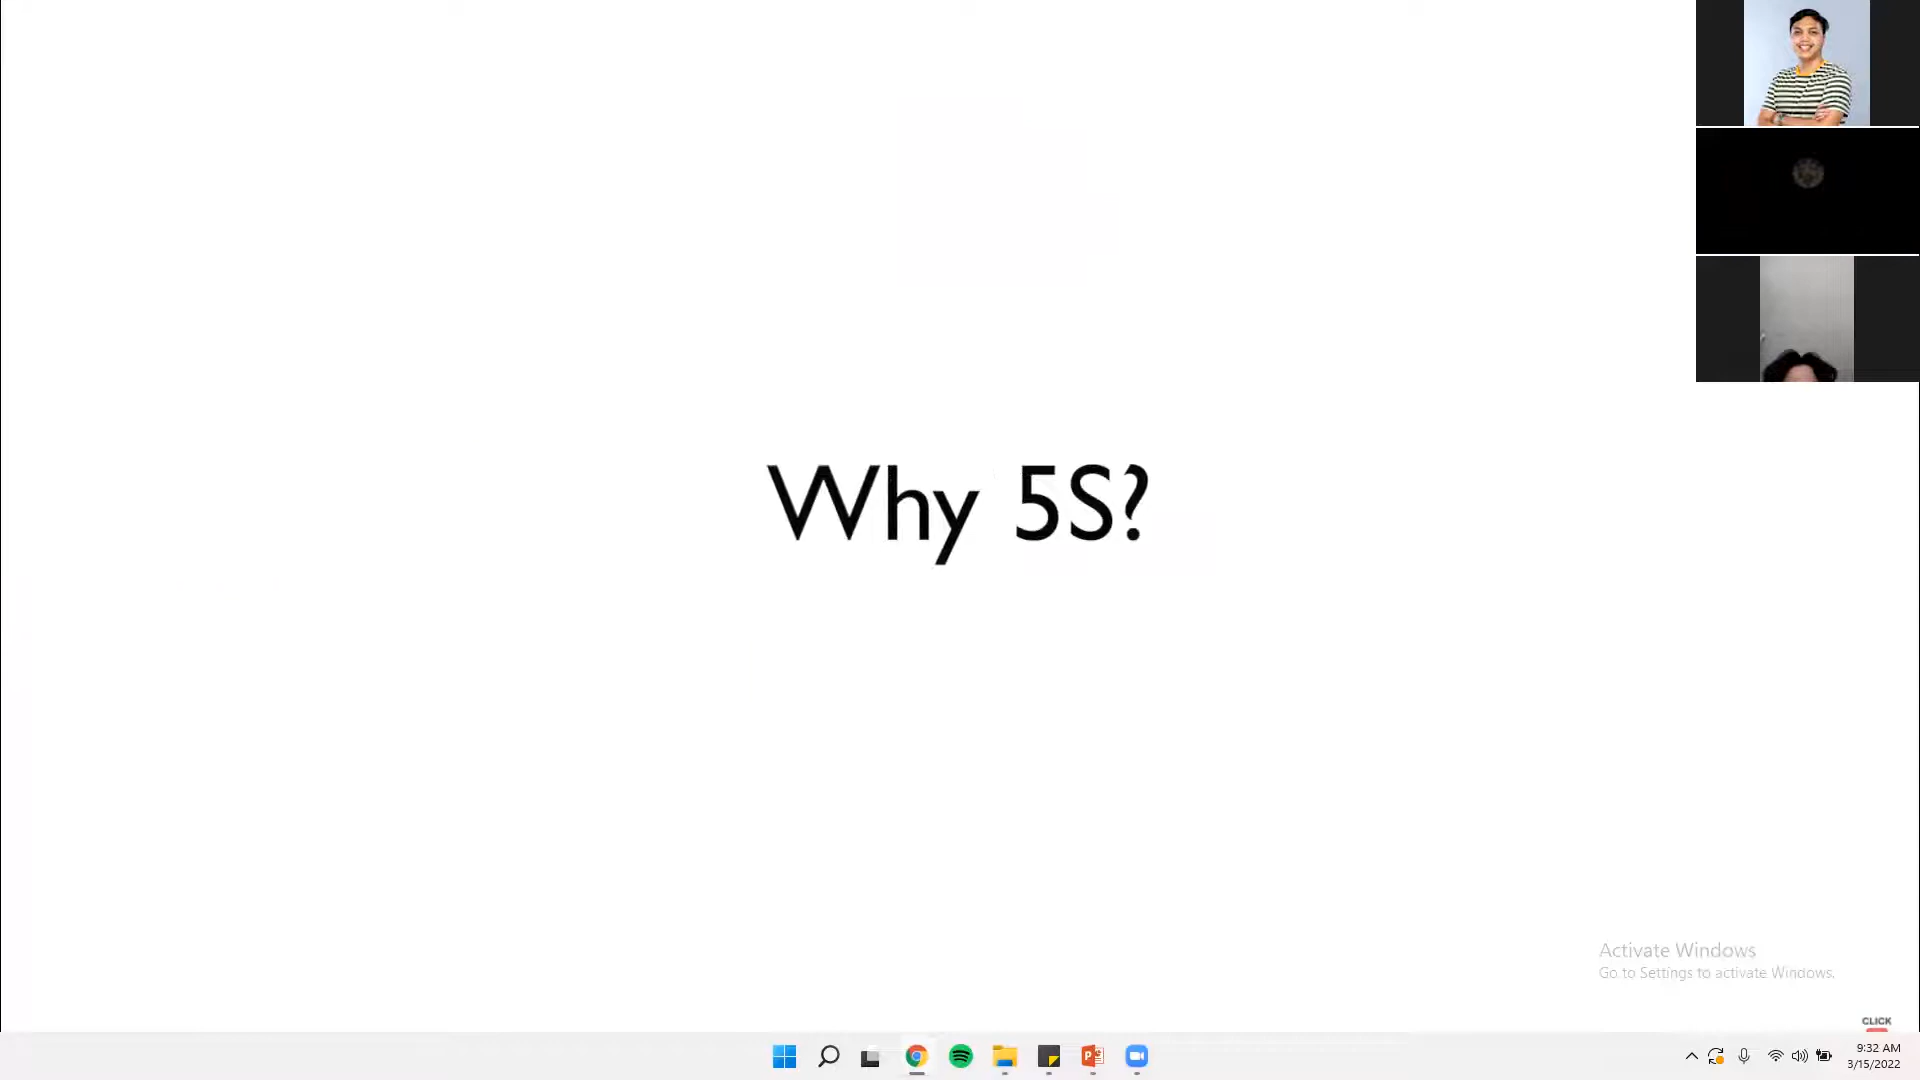 Why 5S?
Activate Windows
Go to Settings to activate Windows.
CLICK
9:32 AM
3/15/2022